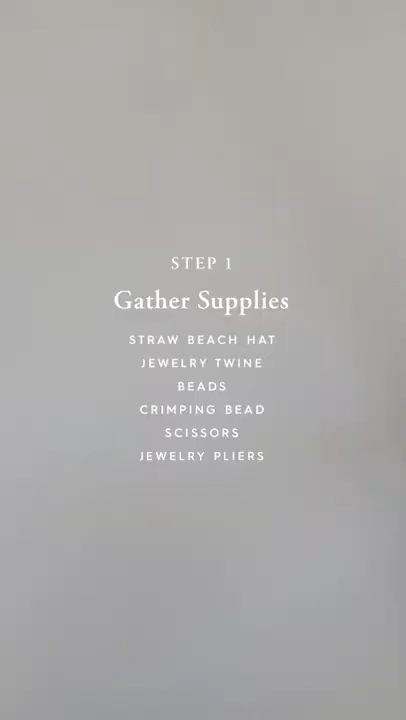 STEP 1
Gather Supplies
STRAW BEACH HAT
JEWELRY TWINE
BEADS
CRIMPING BEAD
SCISSORS
JEWELRY PLIERS